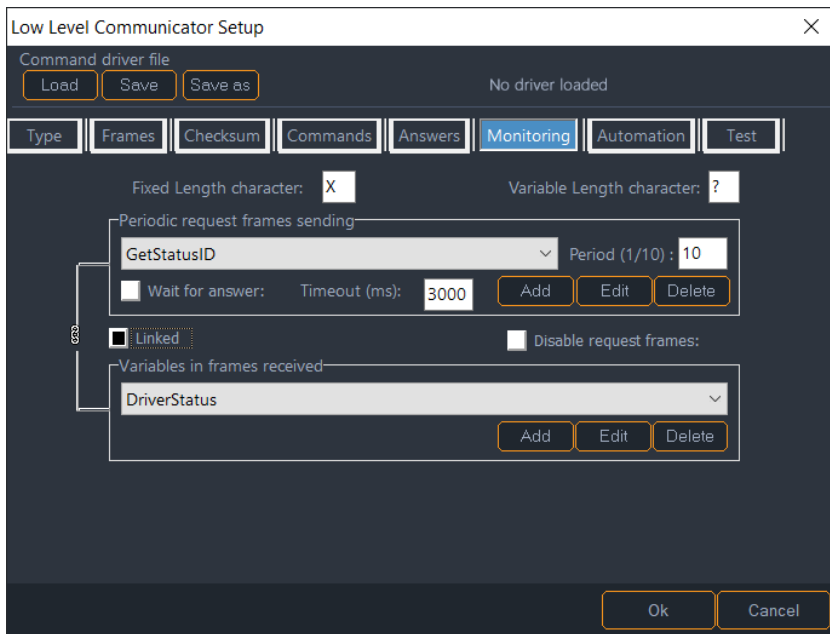 Low Level Communicator Setup
Command driver file
Load Save Save as No driver loaded
Type Frames Checksum Commands Answers Monitoring Automation Test
Fixed Length character: X Variable Length character: ?
Periodic request frames sending
GetStatusID Period (1/10) : 10
Wait for answer: Timeout (ms): 3000 Add Edit Delete
Linked Disable request frames:
Variables in frames received
DriverStatus
Add Edit Delete
Ok Cancel